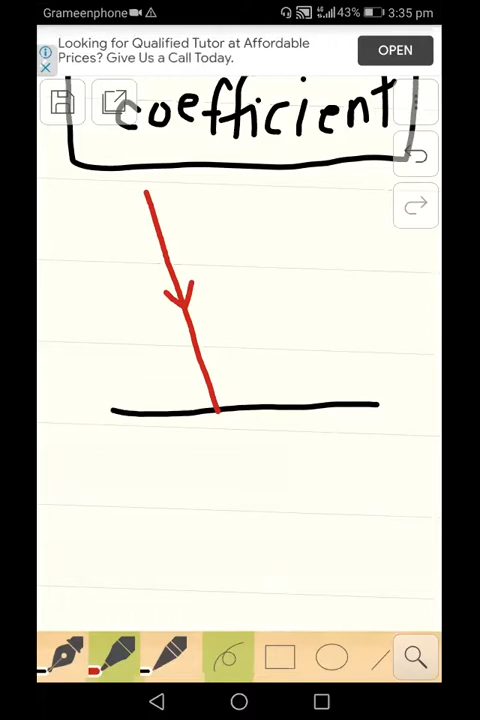 Grameenphone 43% 3:35 pm
Looking for Qualified Tutor at Affordable
Prices? Give Us a Call Today.
OPEN
coefficient